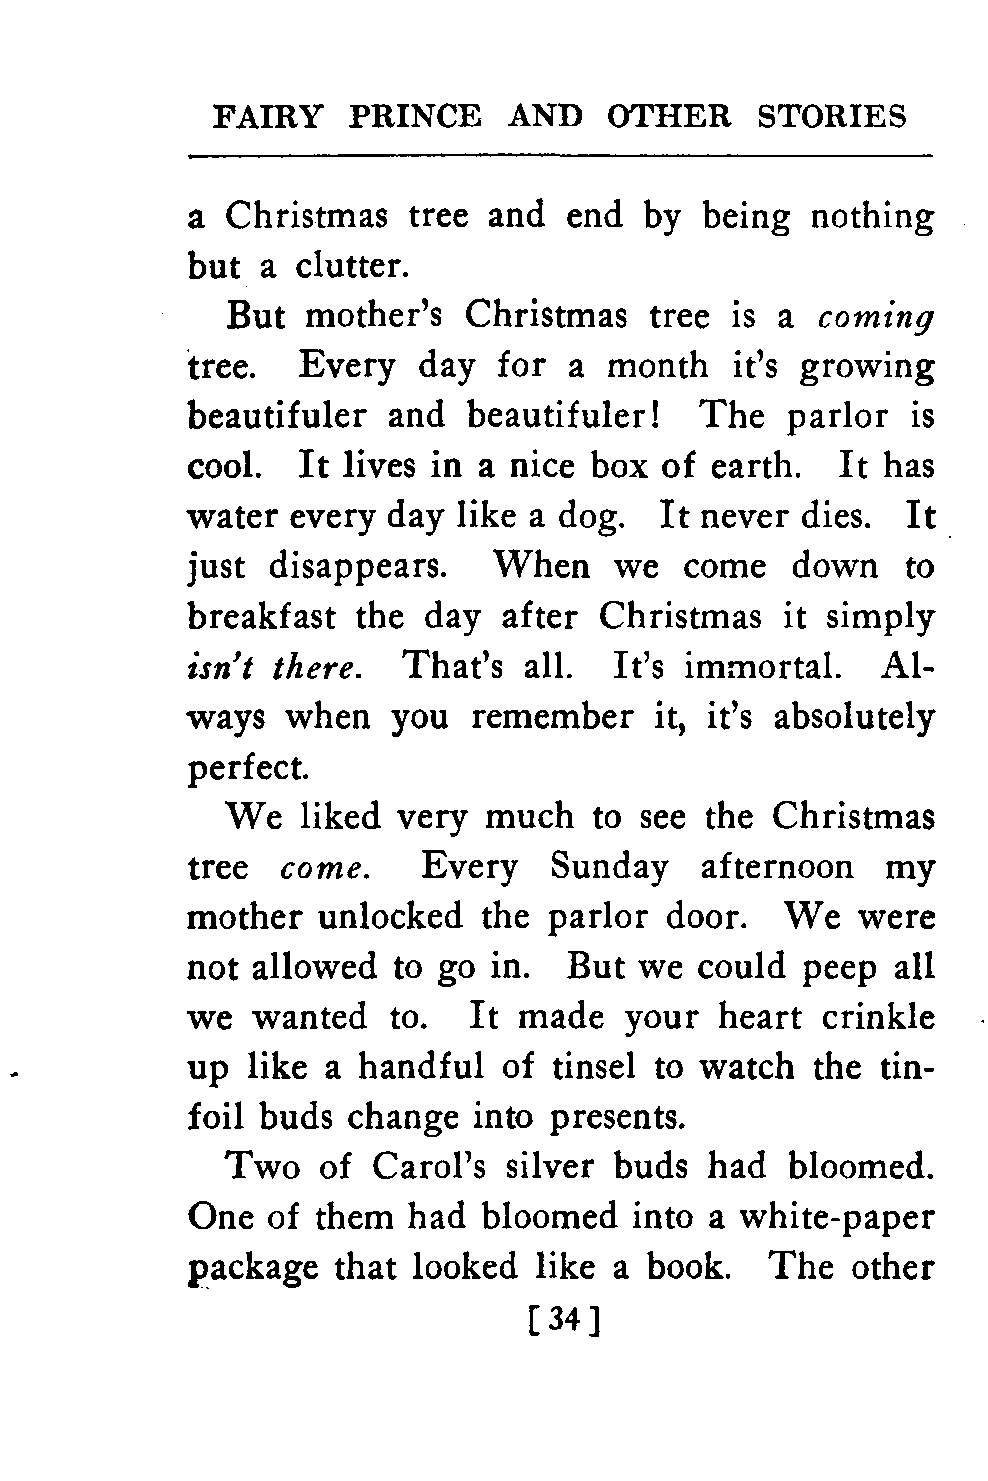 FAIRY PRINCE AND OTHER STORIES
a Christmas tree and end by being nothing
but a clutter.
But mother's Christmas tree is a coming
tree. Every day for a month it's growing
beautifuler and beautifuler! The parlor is
cool. It lives in a nice box of earth. It has
water every day like a dog. It never dies. It
just disappears. When we come down to
breakfast the day after Christmas it simply
isn't there. That's all. It's immortal. Al-
ways when you remember it, it's absolutely
perfect.
We liked very much to see the Christmas
tree come. Every Sunday afternoon my
mother unlocked the parlor door. We were
not allowed to go in. But we could peep all
we wanted to. It made your heart crinkle
up like a handful of tinsel to watch the tin-
foil buds change into presents.
Two of Carol's silver buds had bloomed.
One of them had bloomed into a white-paper
package that looked like a book. The other
[34]